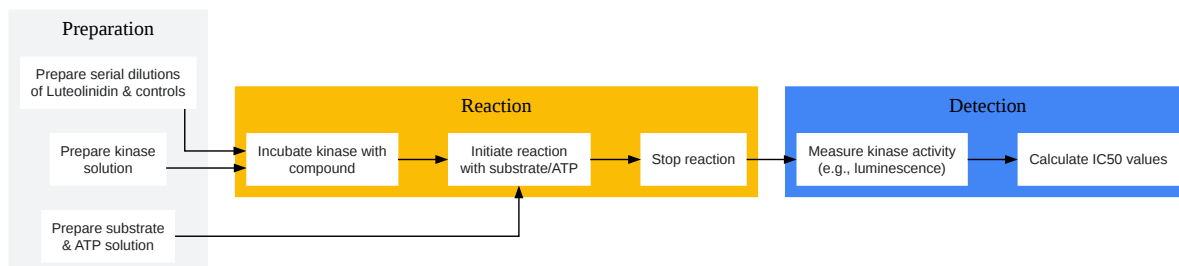 Preparation
Prepare serial dilutions
of Luteolinidin & controls
Prepare kinase
solution
Prepare substrate
& ATP solution
Reaction
Incubate kinase with
compound
Initiate reaction
with substrate/ATP
Stop reaction
Detection
Measure kinase activity
(e.g., luminescence)
Calculate IC50 values